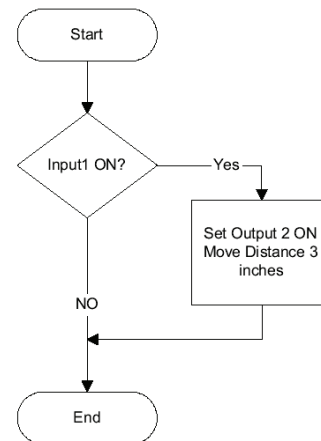 Start
Input1 ON?
Yes
Set Output 2 ON
Move Distance 3
inches
NO
End